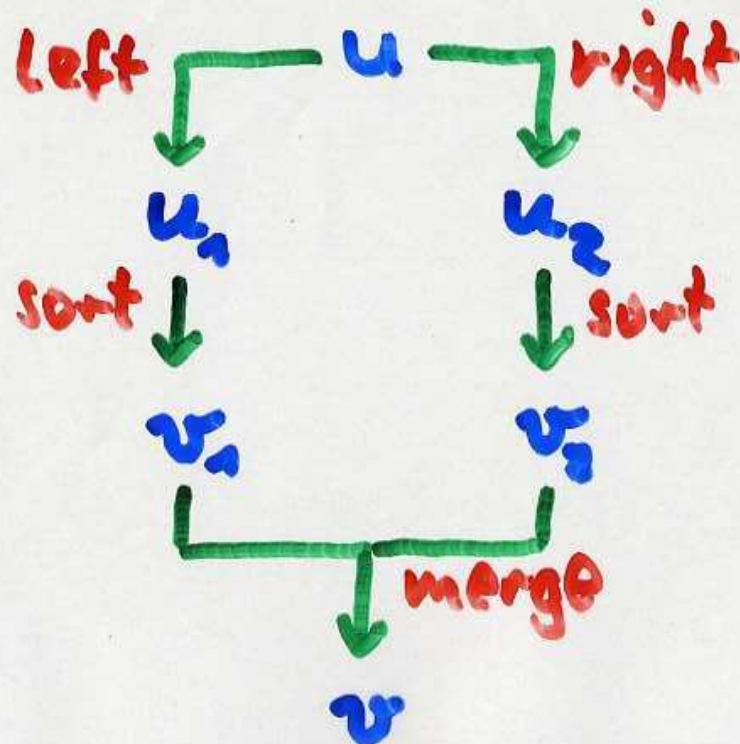 left u right
u₁ u₂
sort sort
v₁ v₂
merge
v